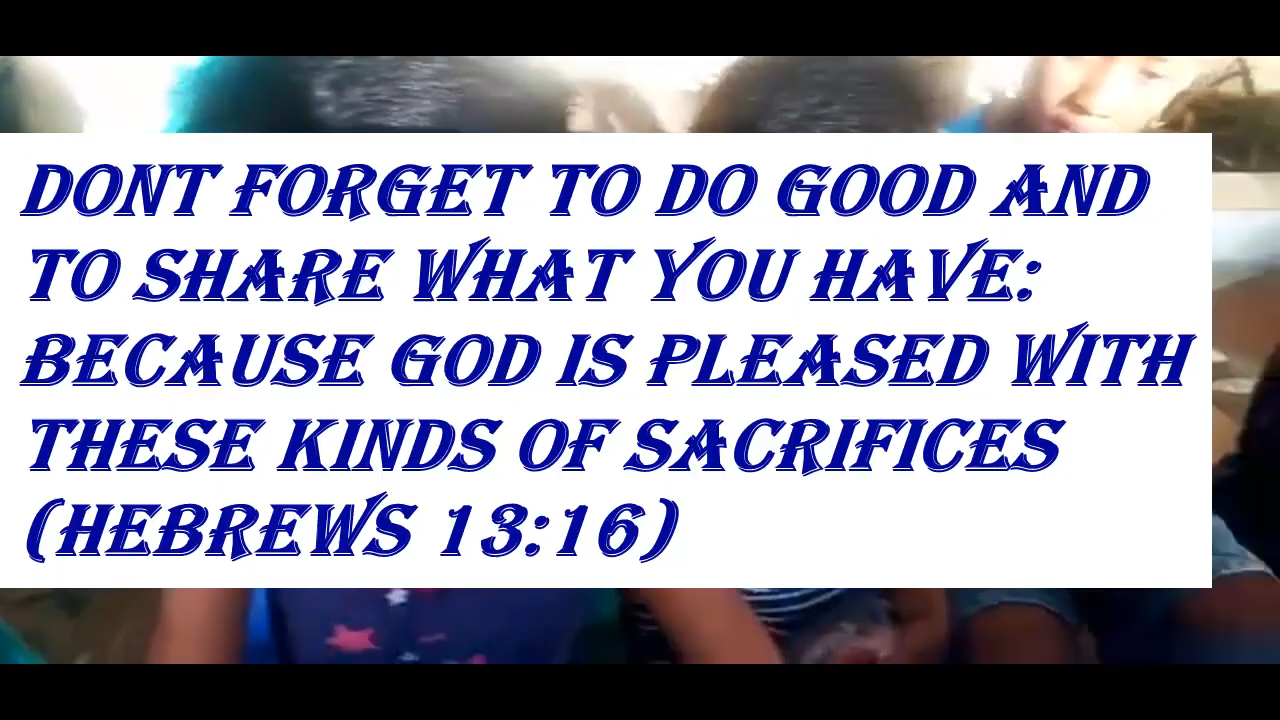 DONT FORGET TO DO GOOD AND
TO SHARE WHAT YOU HAVE:
BECAUSE GOD IS PLEASED WITH
THESE KINDS OF SACRIFICES
(HEBREWS 13:16)